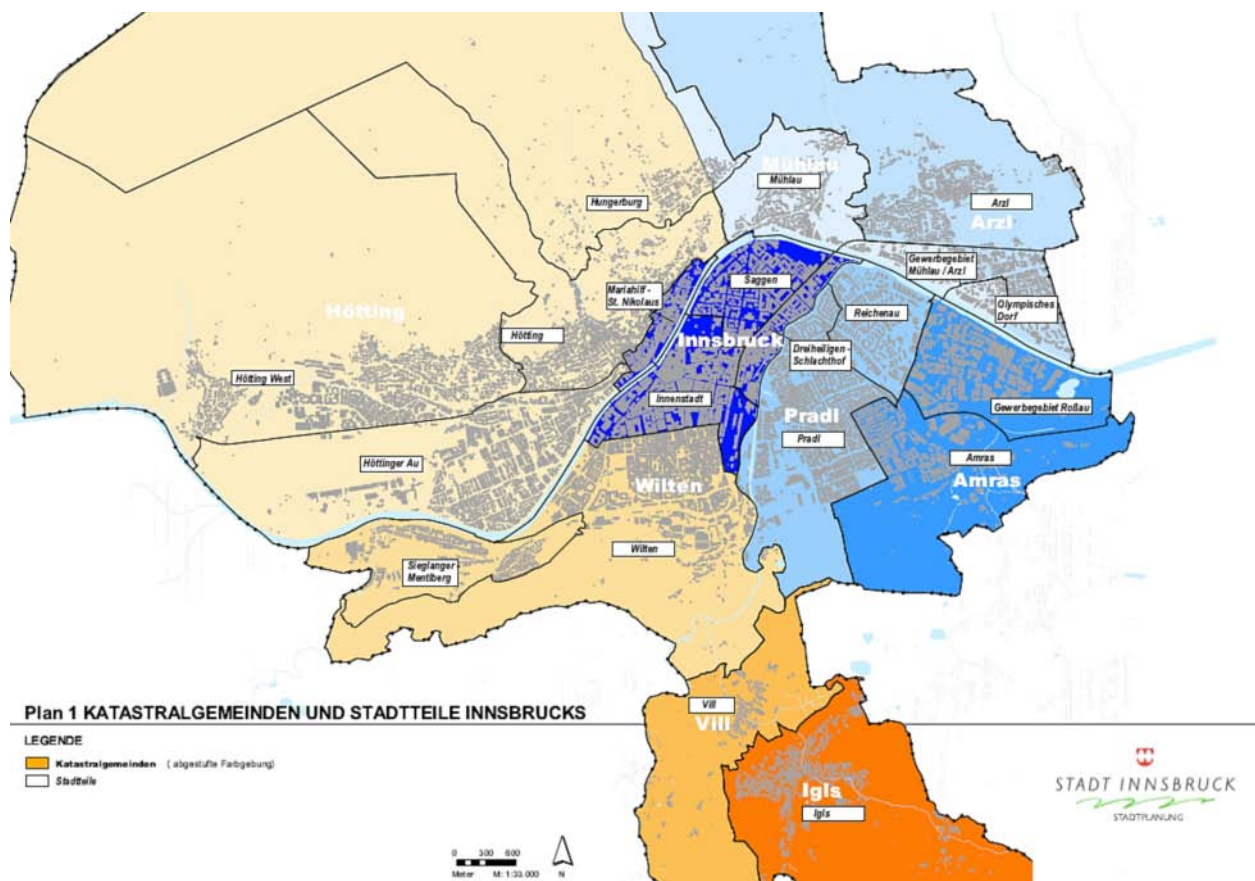 Mühlau
Mühlau
Arzl
Arzl
Hungerburg
Gewerbegebiet
Mühlau / Arzl
Saggen
Mariahilf -
St. Nikolaus
Olympisches
Dorf
Hötting
Reichenau
Hötting
Innsbruck
Dreiheiligen -
Schlachthof
Hötting West
Innenstadt
Gewerbegebiet Roßau
Pradl
Pradl
Höttinger Au
Amras
Amras
Wilten
Wilten
Sieglanger -
Mentlberg
Vill
Vill
Plan 1 KATASTRALGEMEINDEN UND STADTTEILE INNSBRUCKS
LEGENDE
Katastralgemeinden ( abgestufte Farbgebung)
Stadtteile
Igls
Igls
STADT INNSBRUCK
STADTPLANUNG
0 300 600
Meter M: 1:33.000 N